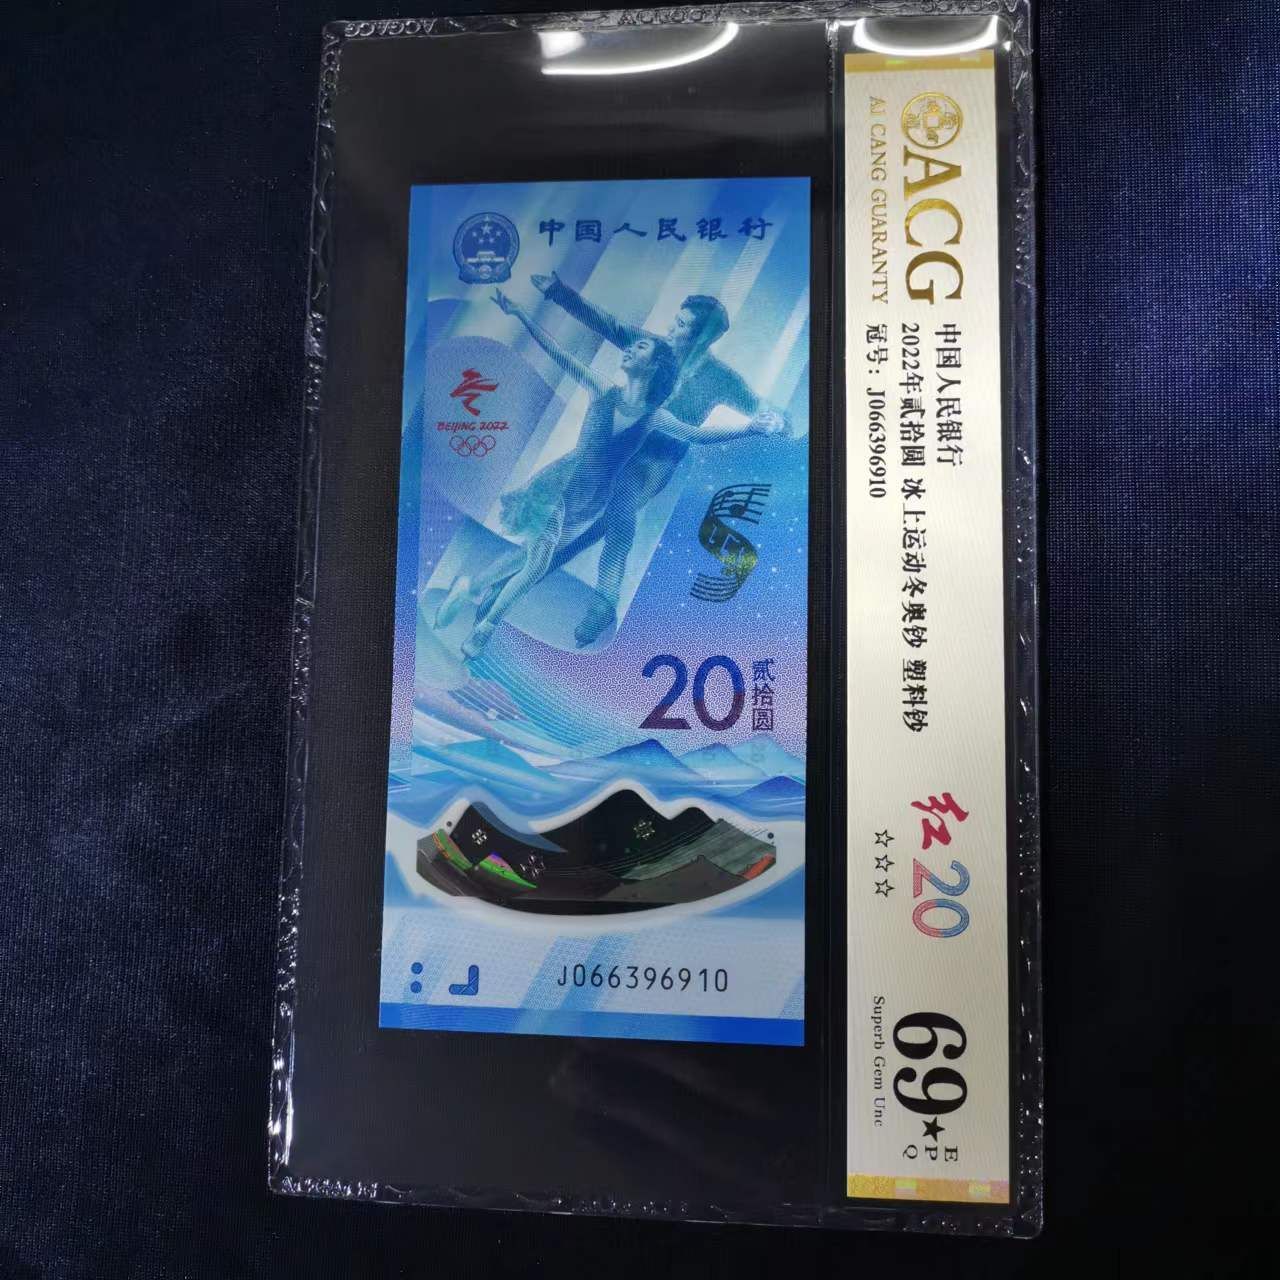 中国人民银行
BEIJING 2022
20 贰拾圆
J066396910
ACG
AI CANG GUARANTY
中国人民银行
2022年贰拾圆 冰上运动冬奥钞 塑料钞
冠号：J066396910
红20
☆☆☆
69★
EPQ
Superb Gem Unc